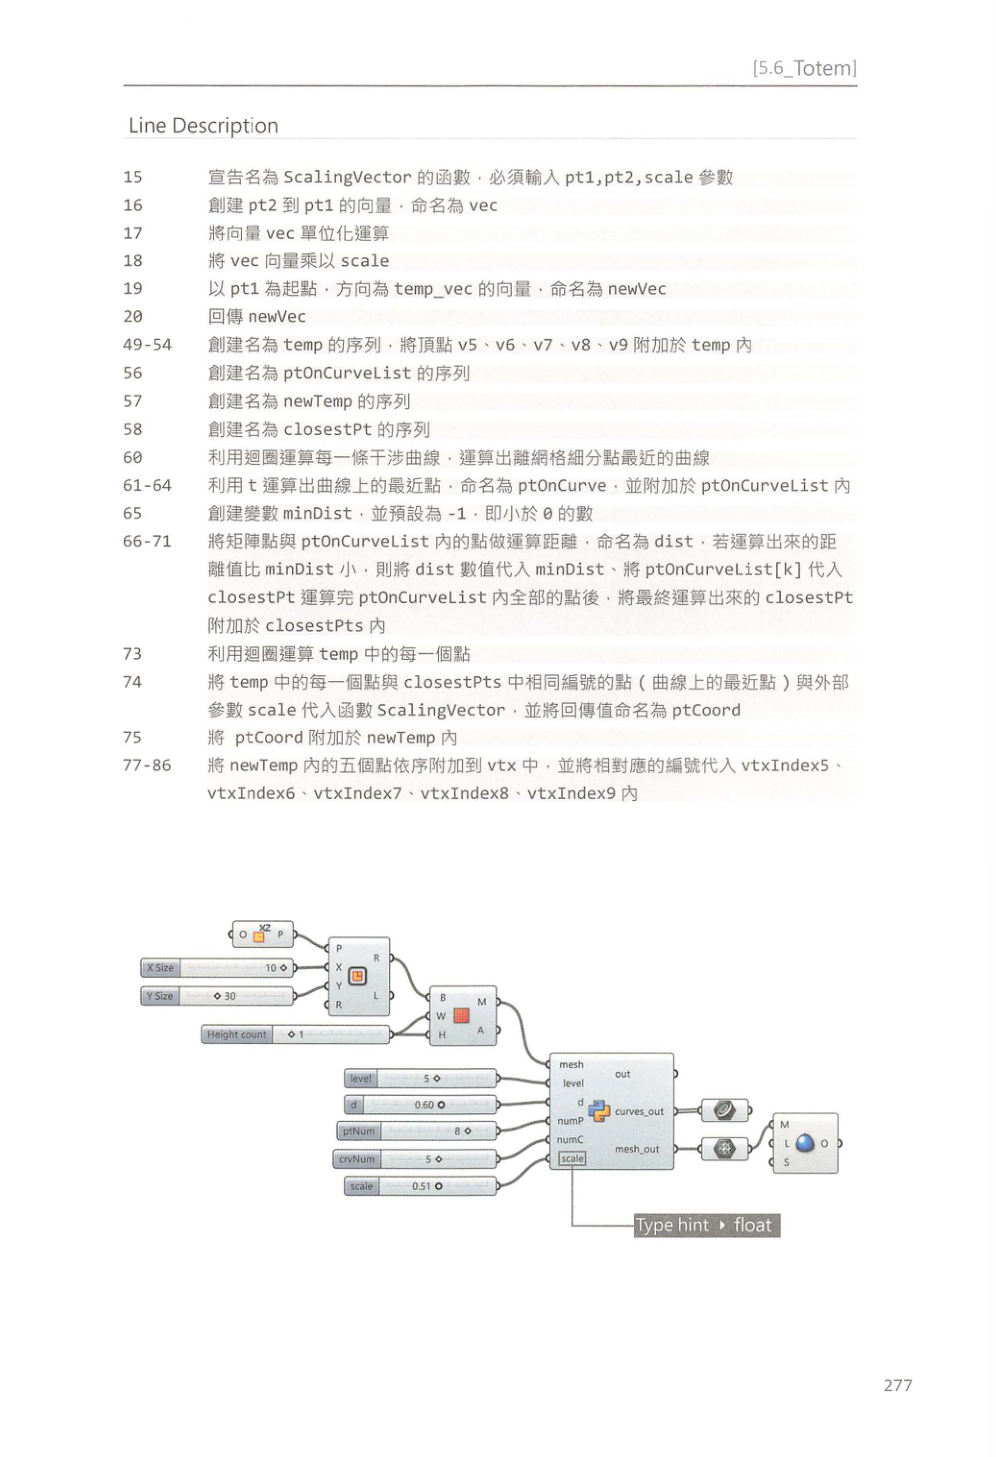 [5.6_Totem]
Line Description
15 宣告名為 ScalingVector 的函數，必須輸入 pt1,pt2,scale 參數
16 創建 pt2 到 pt1 的向量，命名為 vec
17 將向量 vec 單位化運算
18 將 vec 向量乘以 scale
19 以 pt1 為起點，方向為 temp_vec 的向量，命名為 newVec
20 回傳 newVec
49-54 創建名為 temp 的序列，將頂點 v5、v6、v7、v8、v9 附加於 temp 內
56 創建名為 ptOnCurveList 的序列
57 創建名為 newTemp 的序列
58 創建名為 closestPt 的序列
60 利用迴圈運算每一條干涉曲線，運算出離網格細分點最近的曲線
61-64 利用 t 運算出曲線上的最近點，命名為 ptOnCurve，並附加於 ptOnCurveList 內
65 創建變數 minDist，並預設為 -1，即小於 0 的數
66-71 將矩陣點與 ptOnCurveList 內的點做運算距離，命名為 dist，若運算出來的距
離值比 minDist 小，則將 dist 數值代入 minDist、將 ptOnCurveList[k] 代入
closestPt 運算完 ptOnCurveList 內全部的點後，將最終運算出來的 closestPt
附加於 closestPts 內
73 利用迴圈運算 temp 中的每一個點
74 將 temp 中的每一個點與 closestPts 中相同編號的點 ( 曲線上的最近點 ) 與外部
參數 scale 代入函數 ScalingVector，並將回傳值命名為 ptCoord
75 將 ptCoord 附加於 newTemp 內
77-86 將 newTemp 內的五個點依序附加到 vtx 中，並將相對應的編號代入 vtxIndex5、
vtxIndex6、vtxIndex7、vtxIndex8、vtxIndex9 內
O XZ P
X Size 10
Y Size 30
P X Y R R L
Height count 1
B W H M A
level 5
d 0.60
ptNum 8
crvNum 5
scale 0.51
mesh
level
d
numP
numC
scale
out
curves_out
mesh_out
M L S O
Type hint ▸ float
277